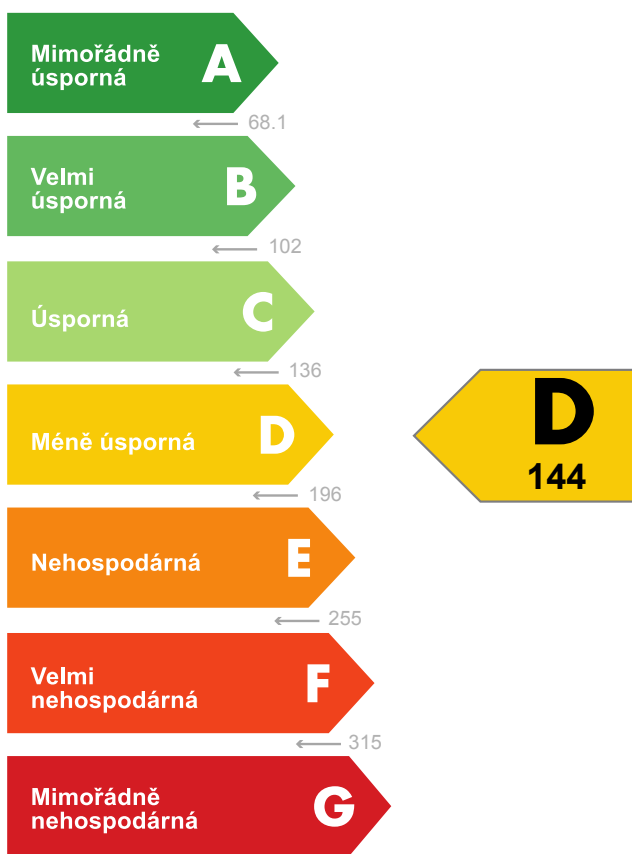 Mimořádně
úsporná
A
68.1
Velmi
úsporná
B
102
Úsporná
C
136
Méně úsporná
D
196
D
144
Nehospodárná
E
255
Velmi
nehospodárná
F
315
Mimořádně
nehospodárná
G